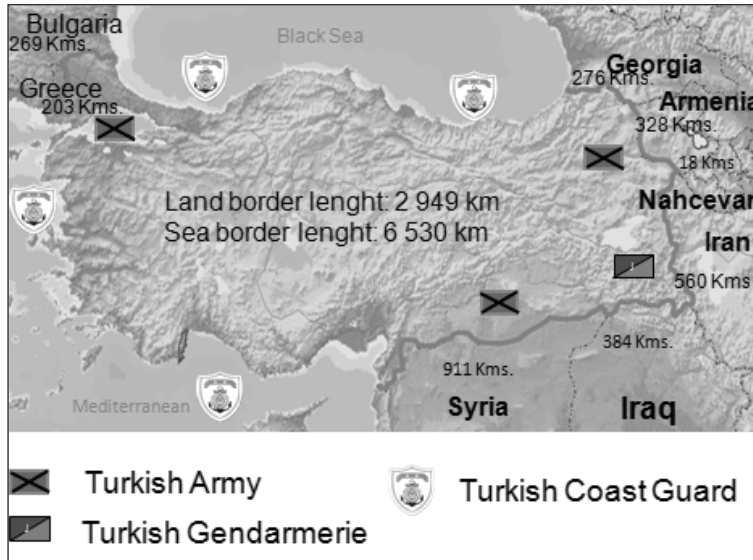 Bulgaria
269 Kms.
Black Sea
Greece
203 Kms.
Georgia
276 Kms.
Armenia
328 Kms.
18 Kms
Land border lenght: 2 949 km
Sea border lenght: 6 530 km
Nahcevan
Iran
560 Kms
384 Kms.
911 Kms.
Mediterranean
Syria
Iraq
Turkish Army
Turkish Coast Guard
Turkish Gendarmerie